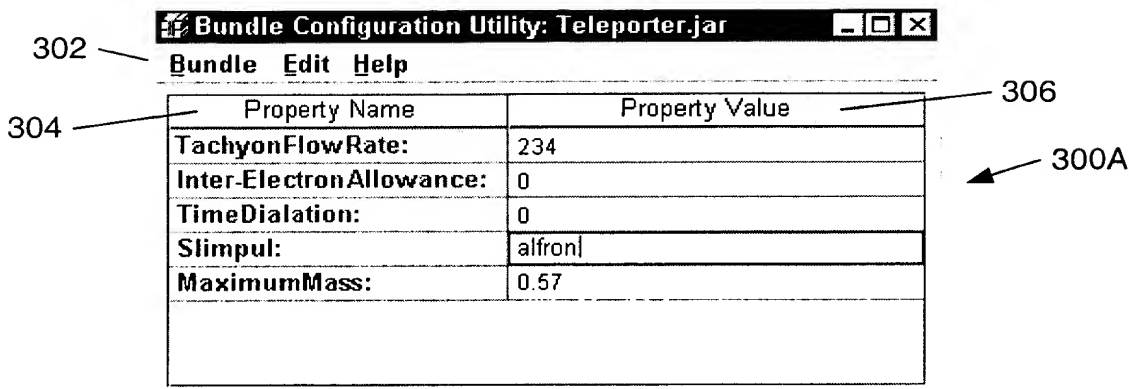 Bundle Configuration Utility: Teleporter.jar
302
Bundle Edit Help
306
Property Name Property Value
304
TachyonFlowRate: 234
300A
Inter-ElectronAllowance: 0
TimeDialation: 0
Slimpul: alfron
MaximumMass: 0.57